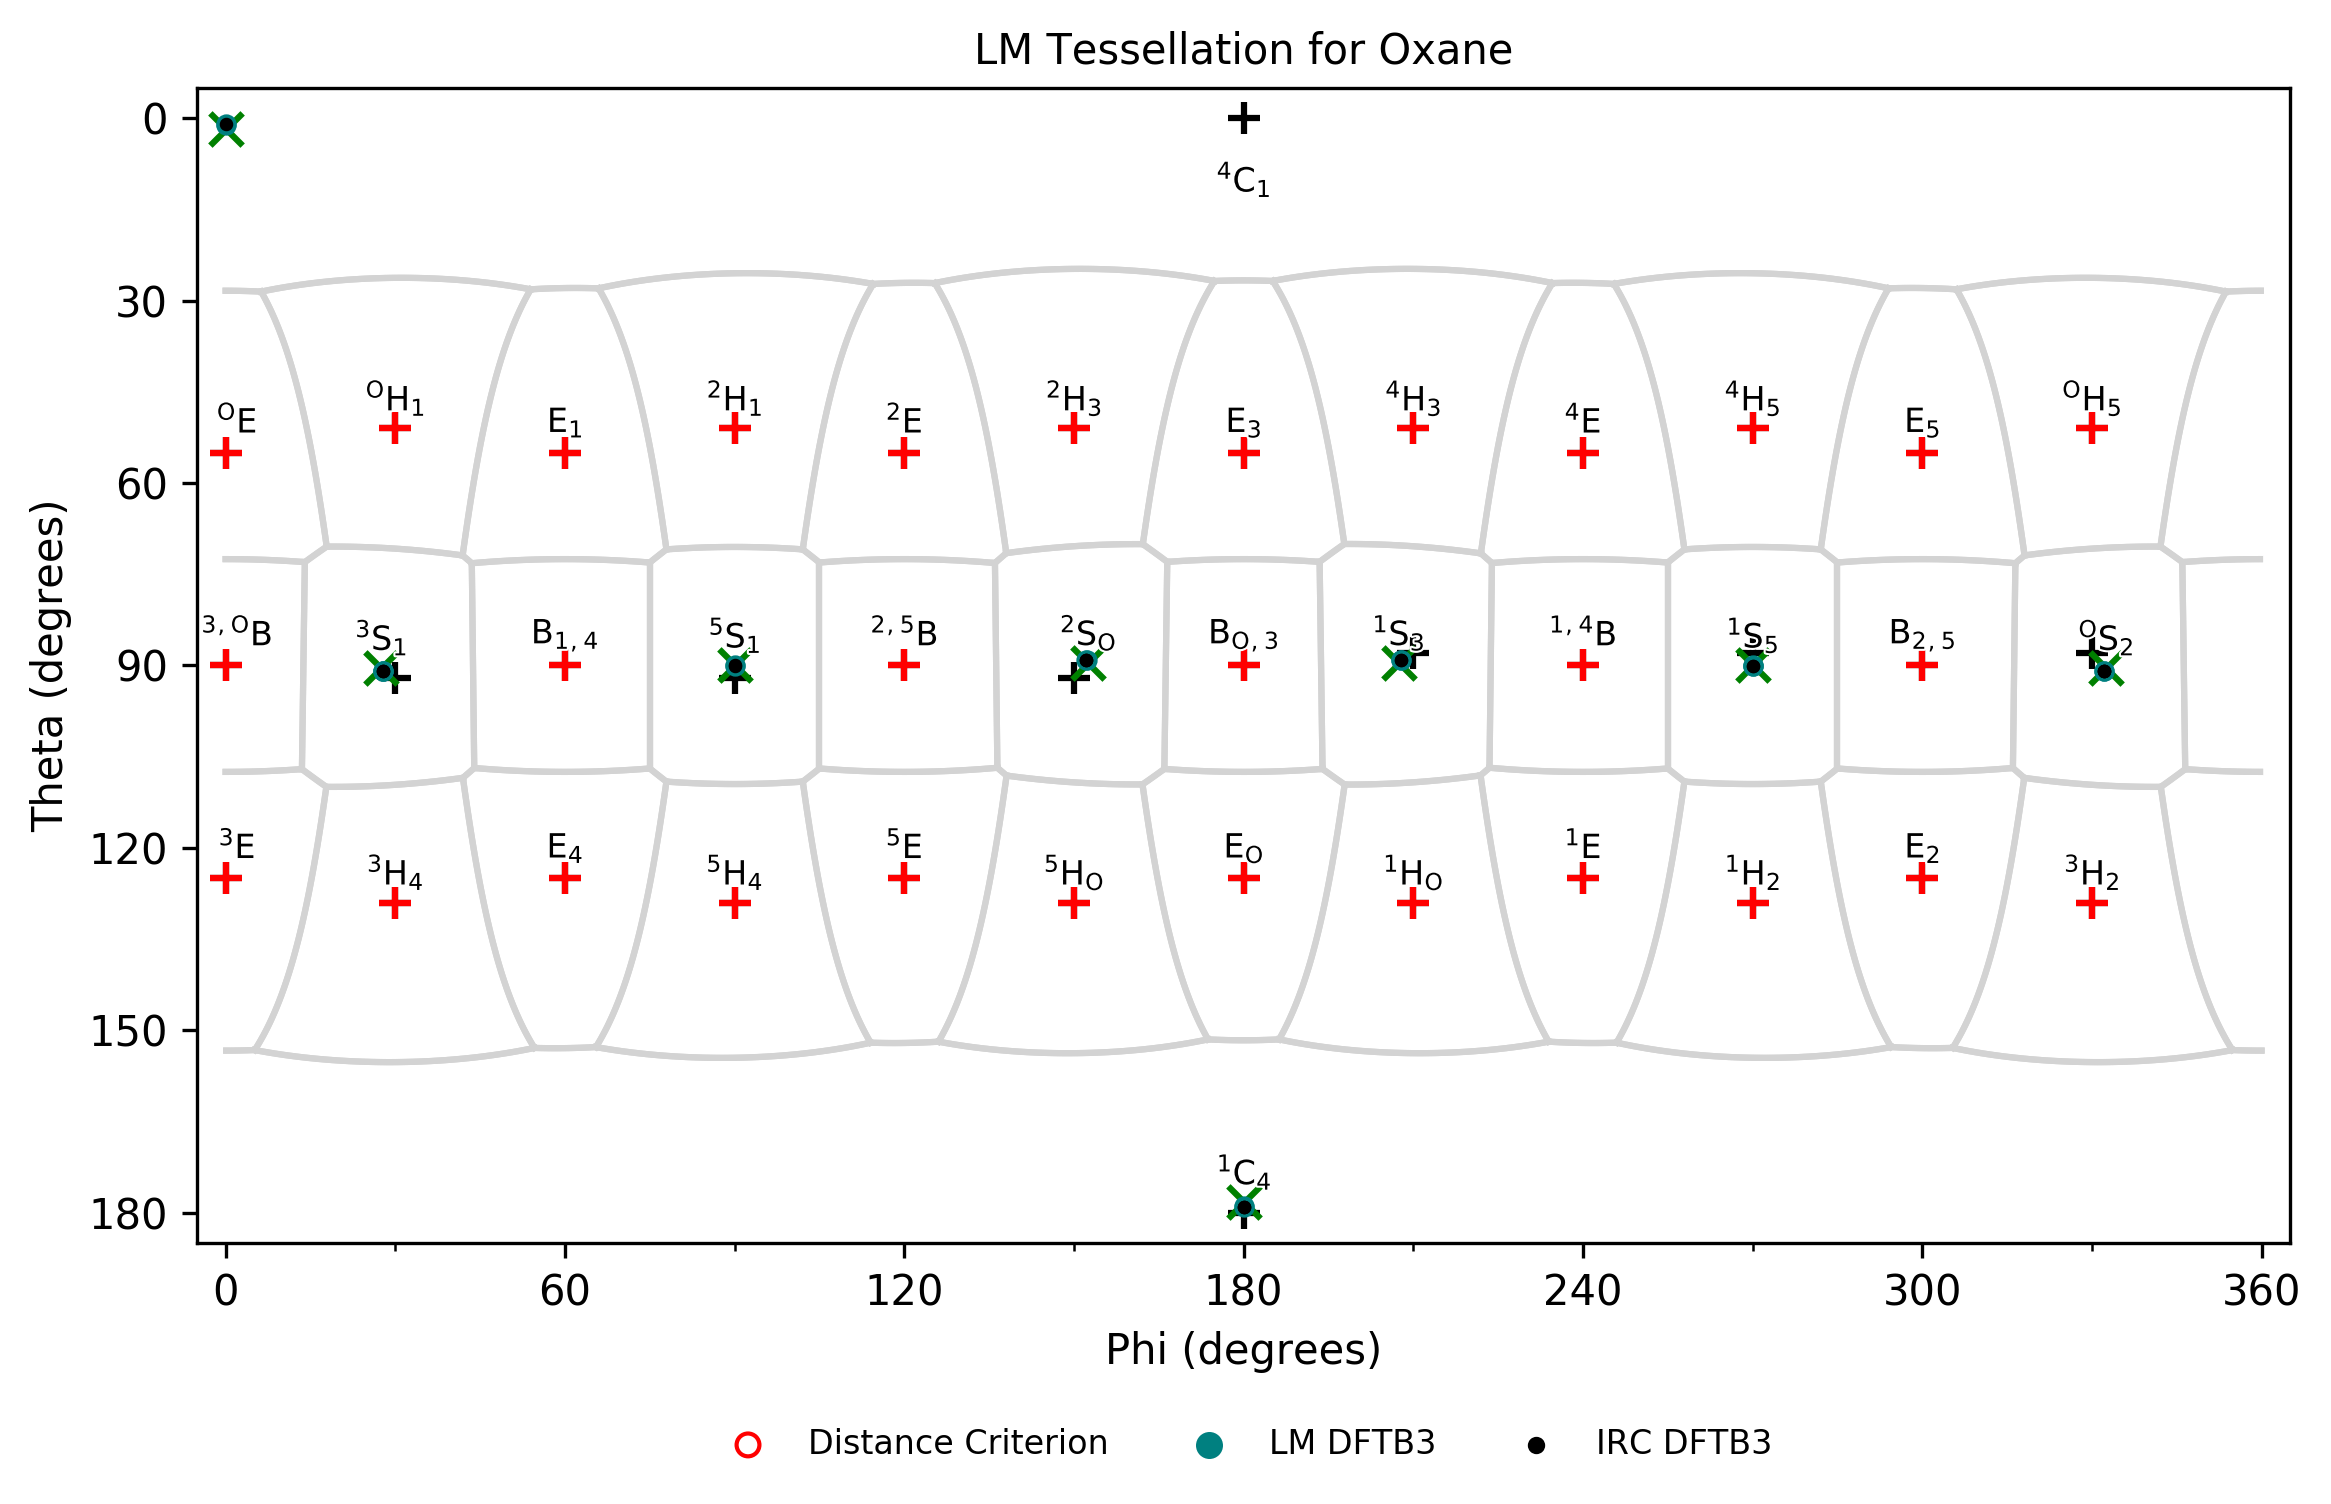 LM Tessellation for Oxane
0
⁴C₁
30
ᴼE ᴼH₁ E₁ ²H₁ ²E ²H₃ E₃ ⁴H₃ ⁴E ⁴H₅ E₅ ᴼH₅
60
³,ᴼB ³S₁ B₁,₄ ⁵S₁ ²,⁵B ²Sₒ Bₒ,₃ ¹S₃ ¹,⁴B ¹S₅ B₂,₅ ᴼS₂
90
Theta (degrees)
120
³E ³H₄ E₄ ⁵H₄ ⁵E ⁵Hₒ Eₒ ¹Hₒ ¹E ¹H₂ E₂ ³H₂
150
¹C₄
180
0 60 120 180 240 300 360
Phi (degrees)
Distance Criterion LM DFTB3 IRC DFTB3